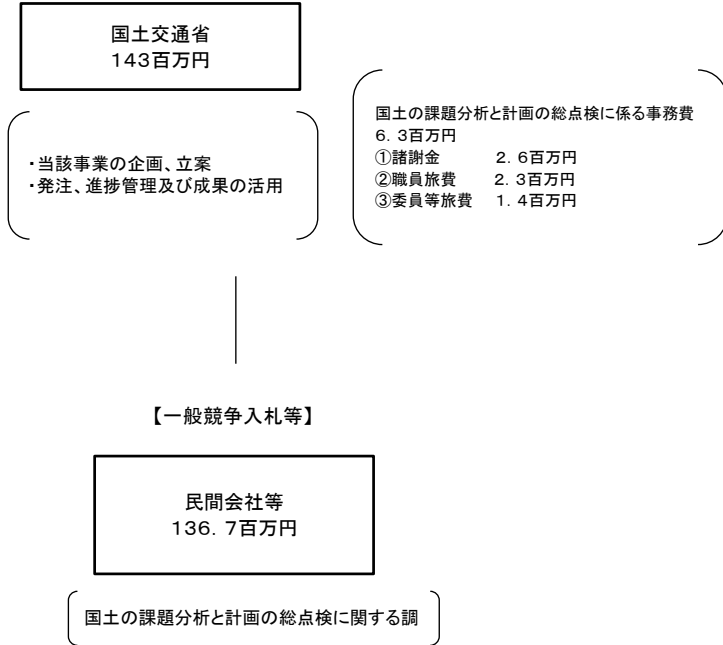 国土交通省
143百万円
・当該事業の企画、立案
・発注、進捗管理及び成果の活用
国土の課題分析と計画の総点検に係る事務費
6．3百万円
①諸謝金　　　2．6百万円
②職員旅費　2．3百万円
③委員等旅費　1．4百万円
【一般競争入札等】
民間会社等
136．7百万円
国土の課題分析と計画の総点検に関する調